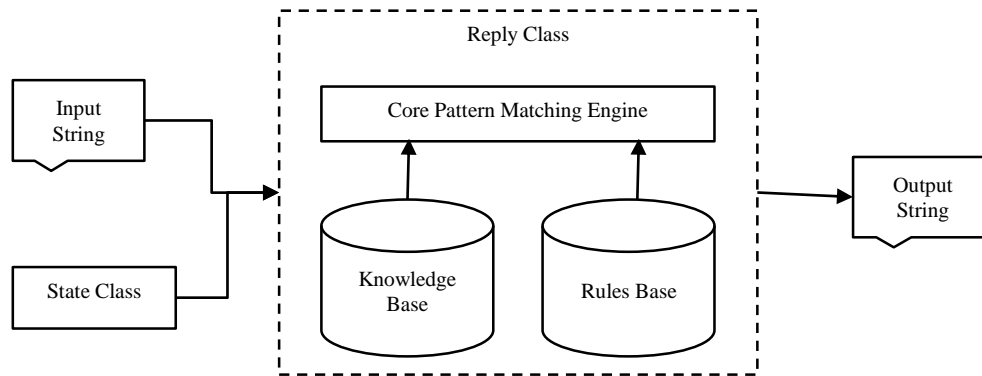 Reply Class
Input
String
Core Pattern Matching Engine
Output
String
State Class
Knowledge
Base
Rules Base